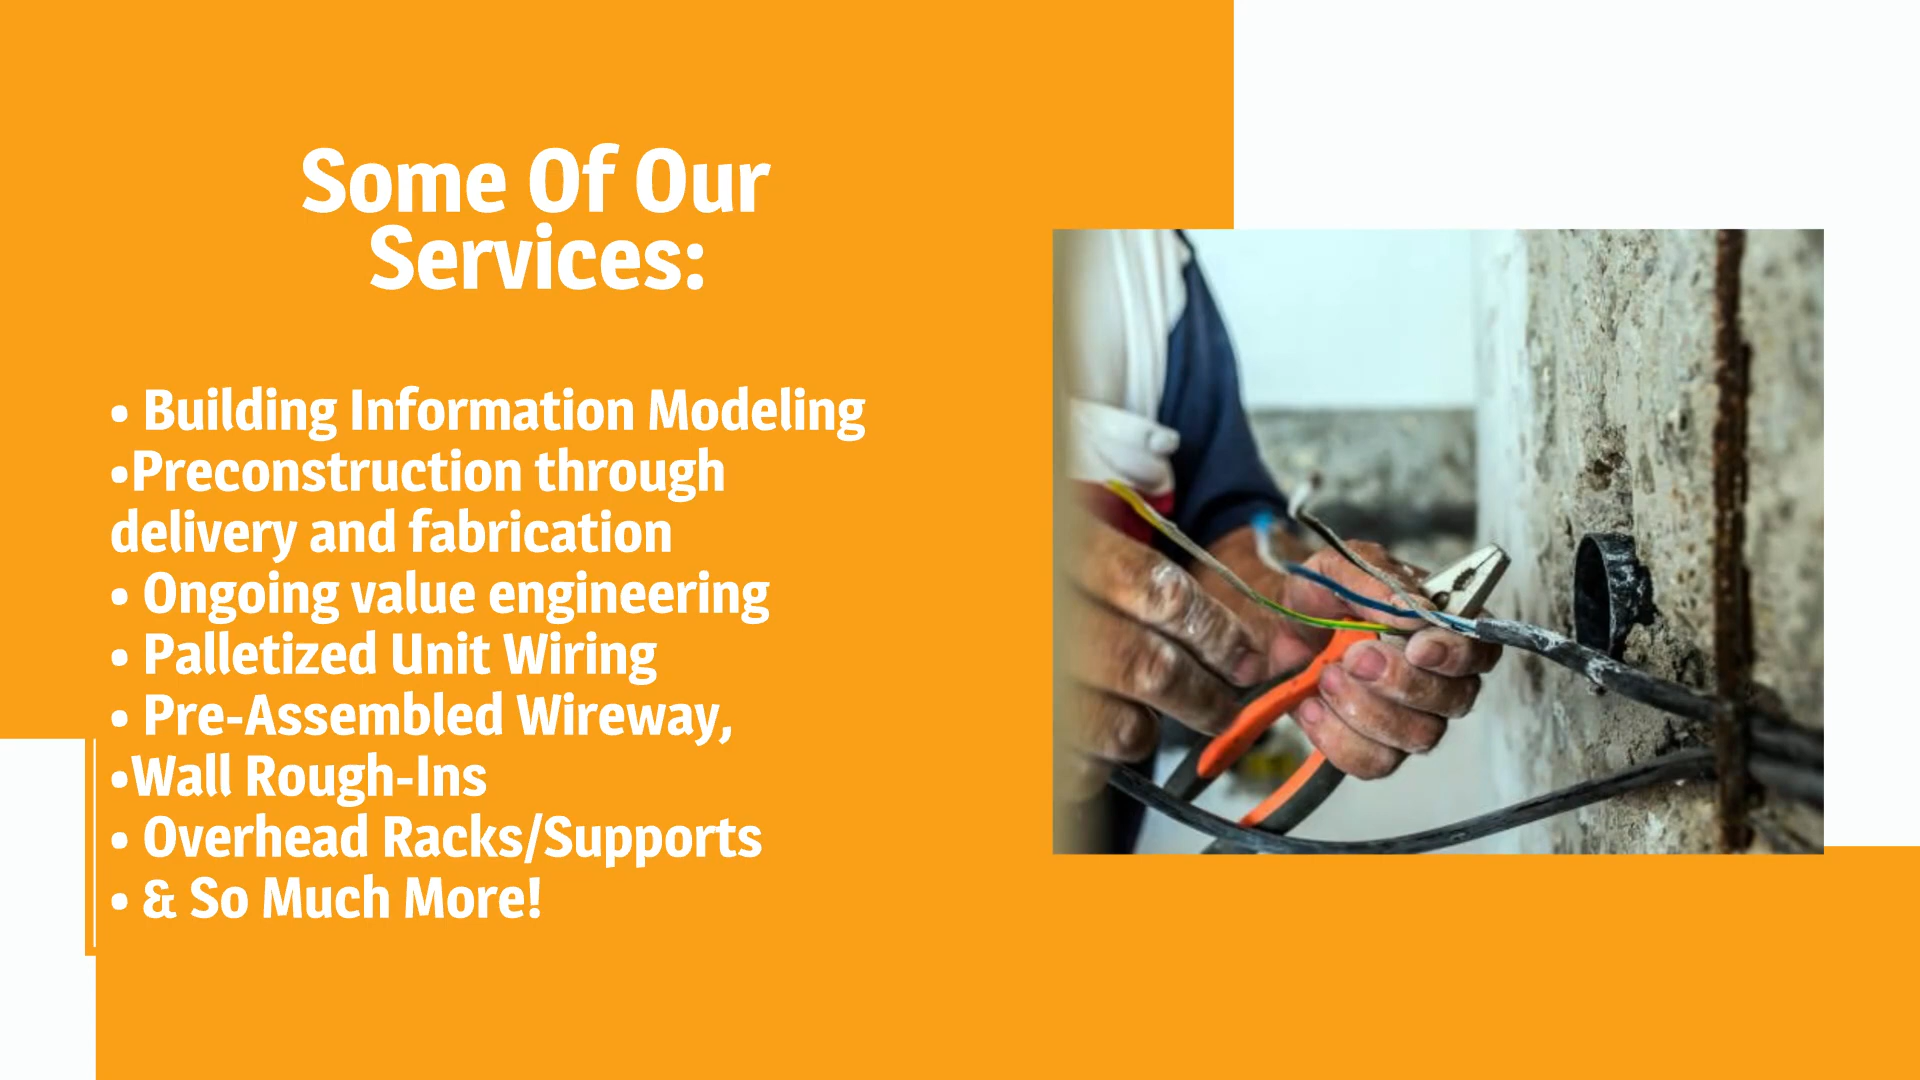 Some Of Our
Services:
• Building Information Modeling
•Preconstruction through
delivery and fabrication
• Ongoing value engineering
• Palletized Unit Wiring
• Pre-Assembled Wireway,
•Wall Rough-Ins
• Overhead Racks/Supports
• & So Much More!